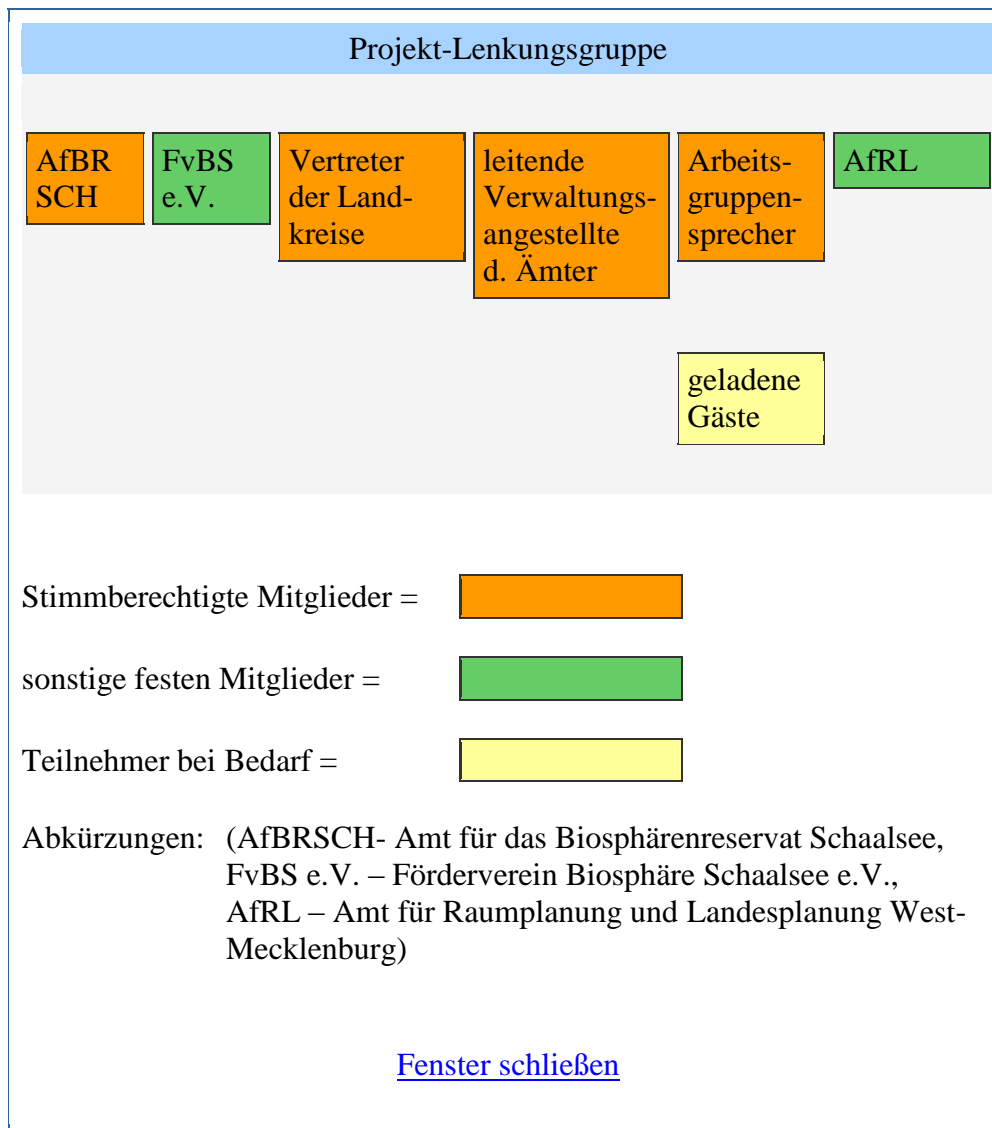 Projekt-Lenkungsgruppe
AfBR
SCH
FvBS
e.V.
Vertreter
der Land-
kreise
leitende
Verwaltungs-
angestellte
d. Ämter
Arbeits-
gruppen-
sprecher
AfRL
geladene
Gäste
Stimmberechtigte Mitglieder =
sonstige festen Mitglieder =
Teilnehmer bei Bedarf =
Abkürzungen: (AfBRSCH- Amt für das Biosphärenreservat Schaalsee,
FvBS e.V. – Förderverein Biosphäre Schaalsee e.V.,
AfRL – Amt für Raumplanung und Landesplanung West-
Mecklenburg)
Fenster schließen